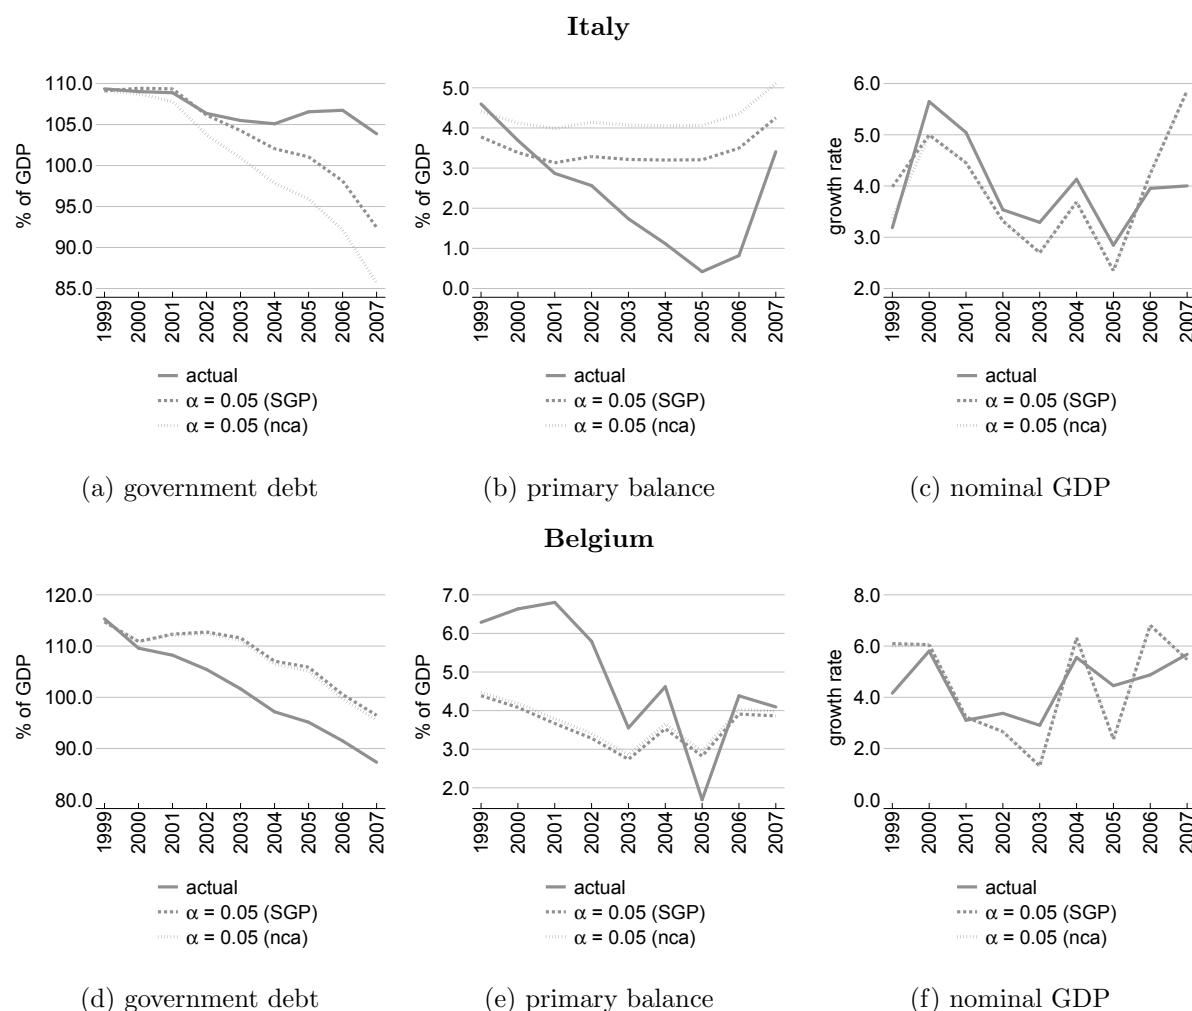 Italy
110.0
105.0
100.0
95.0
90.0
85.0
% of GDP
1999 2000 2001 2002 2003 2004 2005 2006 2007
actual
α = 0.05 (SGP)
α = 0.05 (nca)
(a) government debt
5.0
4.0
3.0
2.0
1.0
0.0
% of GDP
1999 2000 2001 2002 2003 2004 2005 2006 2007
actual
α = 0.05 (SGP)
α = 0.05 (nca)
(b) primary balance
6.0
5.0
4.0
3.0
2.0
growth rate
1999 2000 2001 2002 2003 2004 2005 2006 2007
actual
α = 0.05 (SGP)
α = 0.05 (nca)
(c) nominal GDP
Belgium
120.0
110.0
100.0
90.0
80.0
% of GDP
1999 2000 2001 2002 2003 2004 2005 2006 2007
actual
α = 0.05 (SGP)
α = 0.05 (nca)
(d) government debt
7.0
6.0
5.0
4.0
3.0
2.0
% of GDP
1999 2000 2001 2002 2003 2004 2005 2006 2007
actual
α = 0.05 (SGP)
α = 0.05 (nca)
(e) primary balance
8.0
6.0
4.0
2.0
0.0
growth rate
1999 2000 2001 2002 2003 2004 2005 2006 2007
actual
α = 0.05 (SGP)
α = 0.05 (nca)
(f) nominal GDP